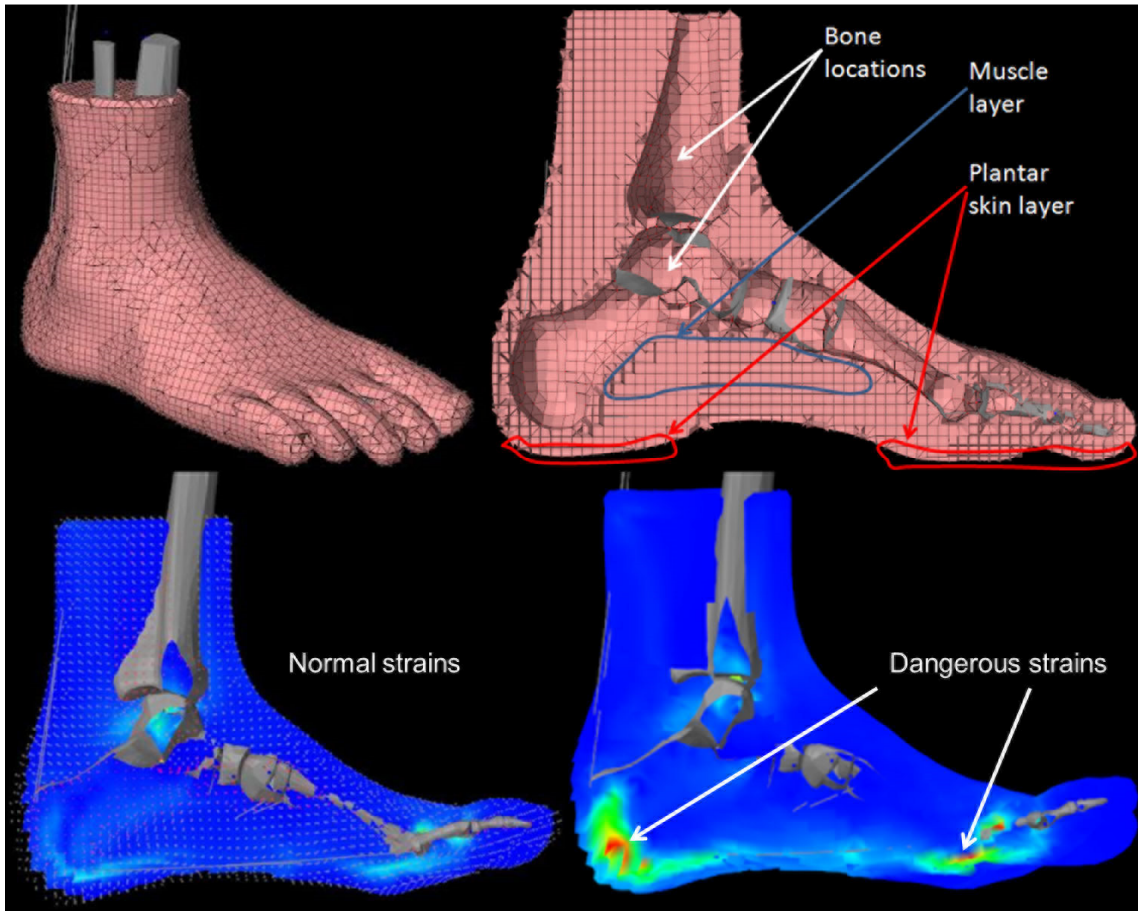 Bone
locations
Muscle
layer
Plantar
skin layer
Normal strains
Dangerous strains